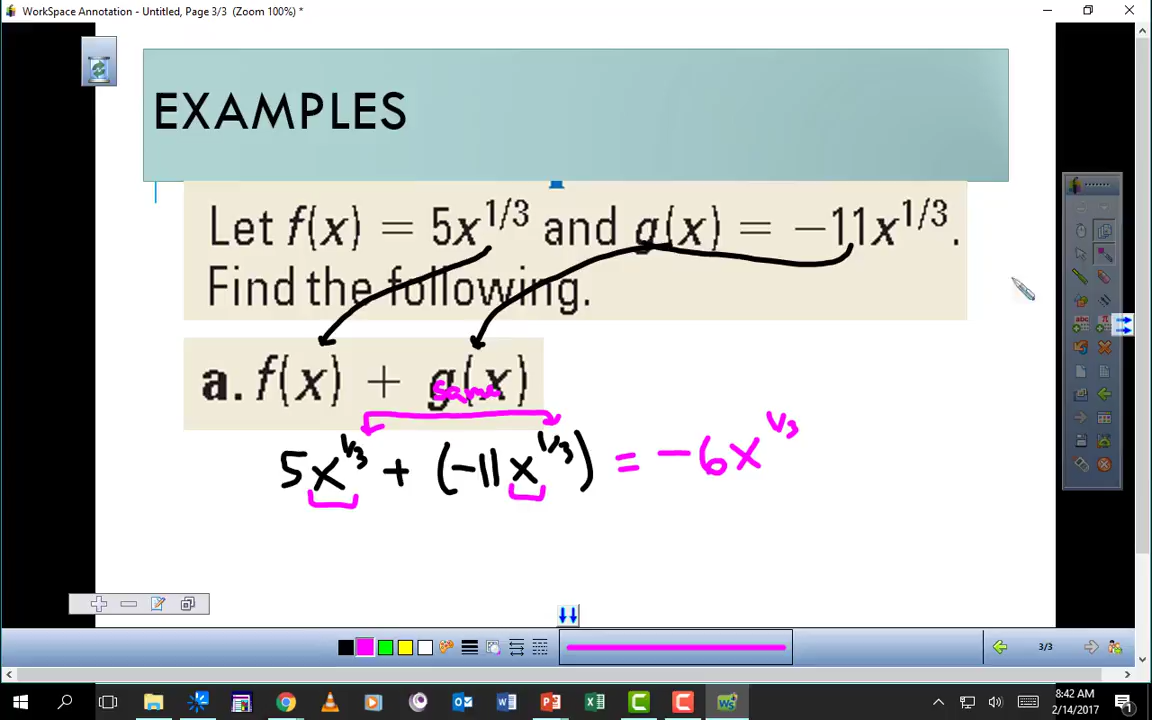 WorkSpace Annotation - Untitled, Page 3/3 (Zoom 100%) *
EXAMPLES
Let f(x) = 5x^1/3 and g(x) = −11x^1/3.
Find the following.
a. f(x) + g(x)
same
5x^1/3 + (−11x^1/3) = −6x^1/3
3/3
8:42 AM
2/14/2017